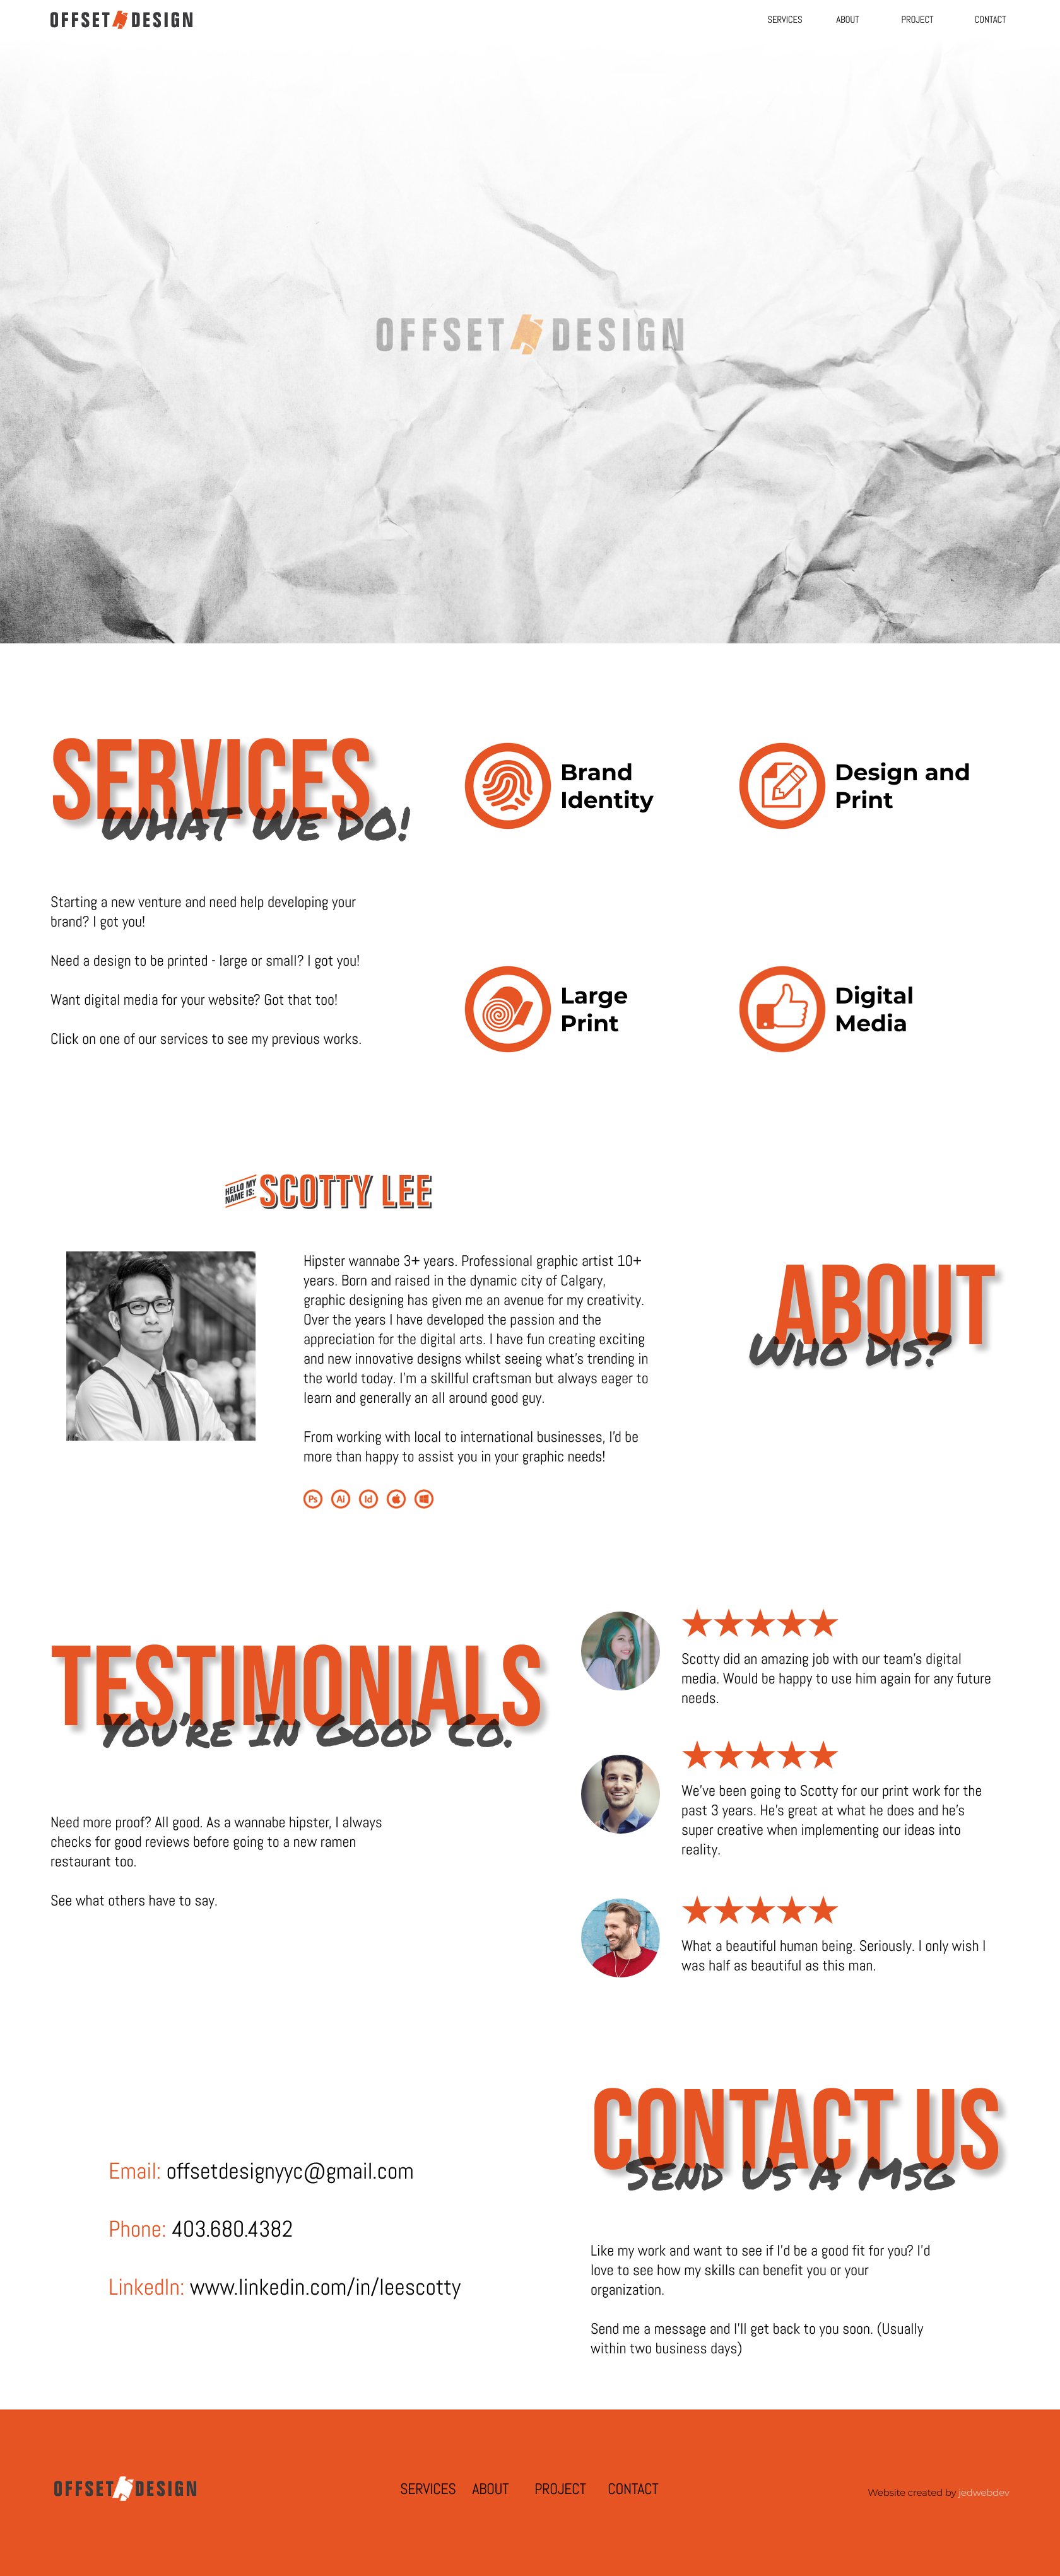 OFFSET DESIGN
SERVICES ABOUT PROJECT CONTACT
OFFSET DESIGN
SERVICES
WHAT WE DO!
Starting a new venture and need help developing your
brand? I got you!
Need a design to be printed - large or small? I got you!
Want digital media for your website? Got that too!
Click on one of our services to see my previous works.
Brand
Identity
Design and
Print
Large
Print
Digital
Media
HELLO MY
NAME IS:
SCOTTY LEE
Hipster wannabe 3+ years. Professional graphic artist 10+
years. Born and raised in the dynamic city of Calgary,
graphic designing has given me an avenue for my creativity.
Over the years I have developed the passion and the
appreciation for the digital arts. I have fun creating exciting
and new innovative designs whilst seeing what's trending in
the world today. I'm a skillful craftsman but always eager to
learn and generally an all around good guy.
From working with local to international businesses, I'd be
more than happy to assist you in your graphic needs!
Ps Ai Id
ABOUT
WHO DIS?
TESTIMONIALS
YOU'RE IN GOOD CO.
Need more proof? All good. As a wannabe hipster, I always
checks for good reviews before going to a new ramen
restaurant too.
See what others have to say.
Scotty did an amazing job with our team's digital
media. Would be happy to use him again for any future
needs.
We've been going to Scotty for our print work for the
past 3 years. He's great at what he does and he's
super creative when implementing our ideas into
reality.
What a beautiful human being. Seriously. I only wish I
was half as beautiful as this man.
CONTACT US
SEND US A MSG
Email: offsetdesignyyc@gmail.com
Phone: 403.680.4382
LinkedIn: www.linkedin.com/in/leescotty
Like my work and want to see if I'd be a good fit for you? I'd
love to see how my skills can benefit you or your
organization.
Send me a message and I'll get back to you soon. (Usually
within two business days)
OFFSET DESIGN
SERVICES ABOUT PROJECT CONTACT
Website created by jedwebdev